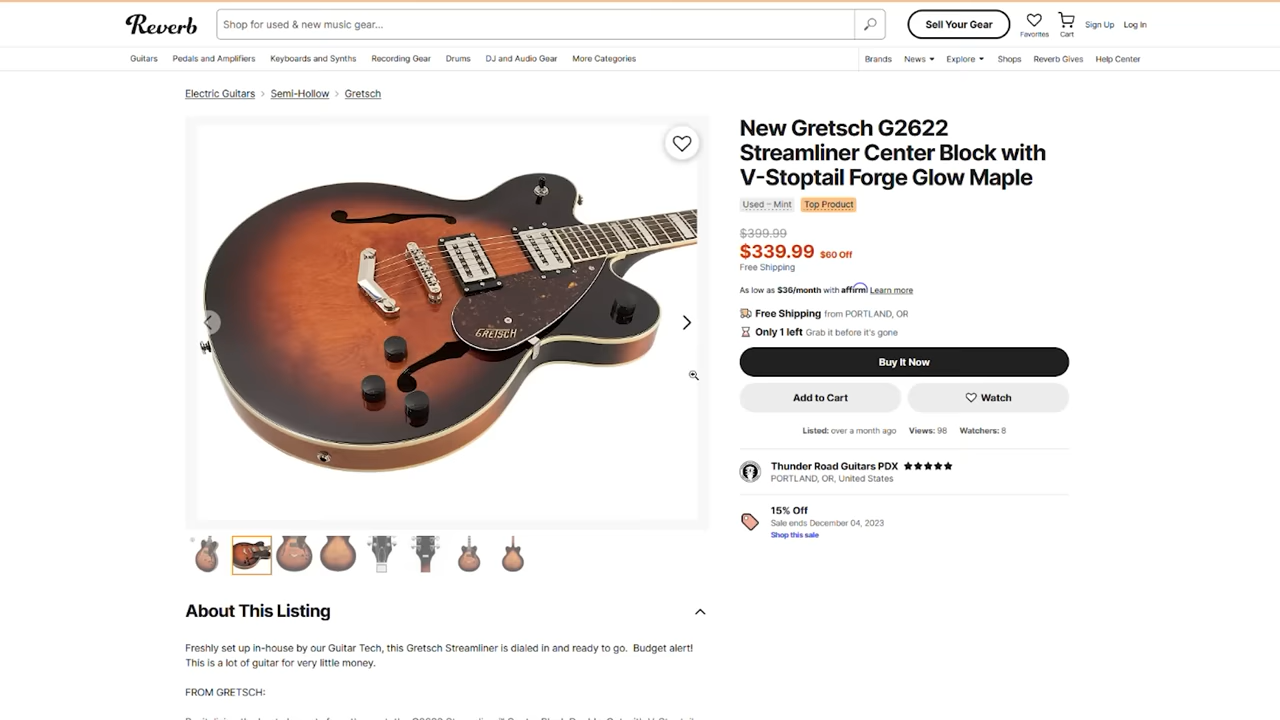 Reverb
Shop for used & new music gear...
Sell Your Gear
Favorites
Cart
Sign Up
Log In
Guitars
Pedals and Amplifiers
Keyboards and Synths
Recording Gear
Drums
DJ and Audio Gear
More Categories
Brands
News
Explore
Shops
Reverb Gives
Help Center
Electric Guitars > Semi-Hollow > Gretsch
GRETSCH
New Gretsch G2622
Streamliner Center Block with
V-Stoptail Forge Glow Maple
Used – Mint
Top Product
$399.99
$339.99 $60 Off
Free Shipping
As low as $36/month with affirm Learn more
Free Shipping from PORTLAND, OR
Only 1 left Grab it before it's gone
Buy It Now
Add to Cart
Watch
Listed: over a month ago Views: 98 Watchers: 8
Thunder Road Guitars PDX
PORTLAND, OR, United States
15% Off
Sale ends December 04, 2023
Shop this sale
About This Listing
Freshly set up in-house by our Guitar Tech, this Gretsch Streamliner is dialed in and ready to go. Budget alert!
This is a lot of guitar for very little money.
FROM GRETSCH: